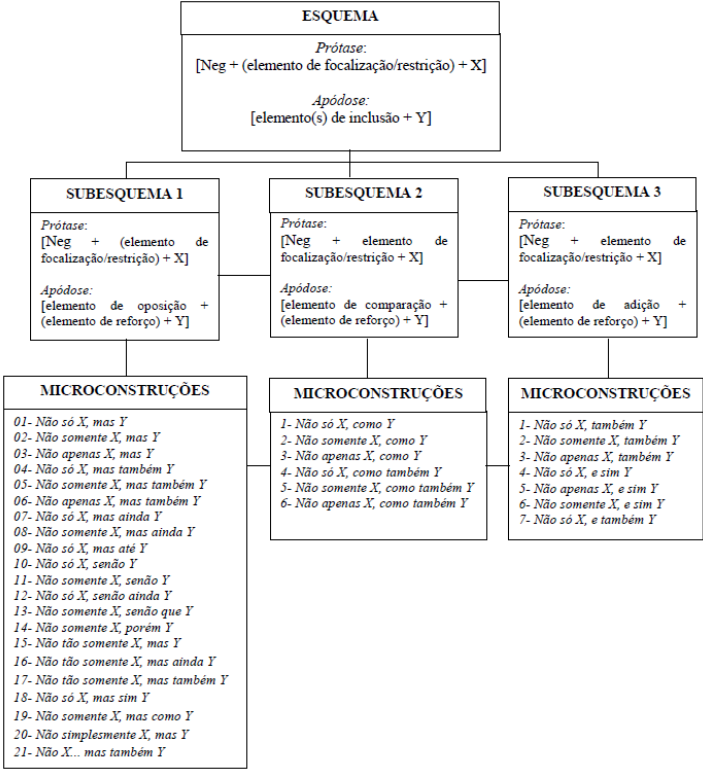 ESQUEMA
Prótase:
[Neg + (elemento de focalização/restrição) + X]
Apódose:
[elemento(s) de inclusão + Y]
SUBESQUEMA 1
Prótase:
[Neg + (elemento de
focalização/restrição) + X]
Apódose:
[elemento de oposição +
(elemento de reforço) + Y]
SUBESQUEMA 2
Prótase:
[Neg + elemento de
focalização/restrição + X]
Apódose:
[elemento de comparação +
(elemento de reforço) + Y]
SUBESQUEMA 3
Prótase:
[Neg + elemento de
focalização/restrição + X]
Apódose:
[elemento de adição +
(elemento de reforço) + Y]
MICROCONSTRUÇÕES
01- Não só X, mas Y
02- Não somente X, mas Y
03- Não apenas X, mas Y
04- Não só X, mas também Y
05- Não somente X, mas também Y
06- Não apenas X, mas também Y
07- Não só X, mas ainda Y
08- Não somente X, mas ainda Y
09- Não só X, mas até Y
10- Não só X, senão Y
11- Não somente X, senão Y
12- Não só X, senão ainda Y
13- Não somente X, senão que Y
14- Não somente X, porém Y
15- Não tão somente X, mas Y
16- Não tão somente X, mas ainda Y
17- Não tão somente X, mas também Y
18- Não só X, mas sim Y
19- Não somente X, mas como Y
20- Não simplesmente X, mas Y
21- Não X... mas também Y
MICROCONSTRUÇÕES
1- Não só X, como Y
2- Não somente X, como Y
3- Não apenas X, como Y
4- Não só X, como também Y
5- Não somente X, como também Y
6- Não apenas X, como também Y
MICROCONSTRUÇÕES
1- Não só X, também Y
2- Não somente X, também Y
3- Não apenas X, também Y
4- Não só X, e sim Y
5- Não apenas X, e sim Y
6- Não somente X, e sim Y
7- Não só X, e também Y